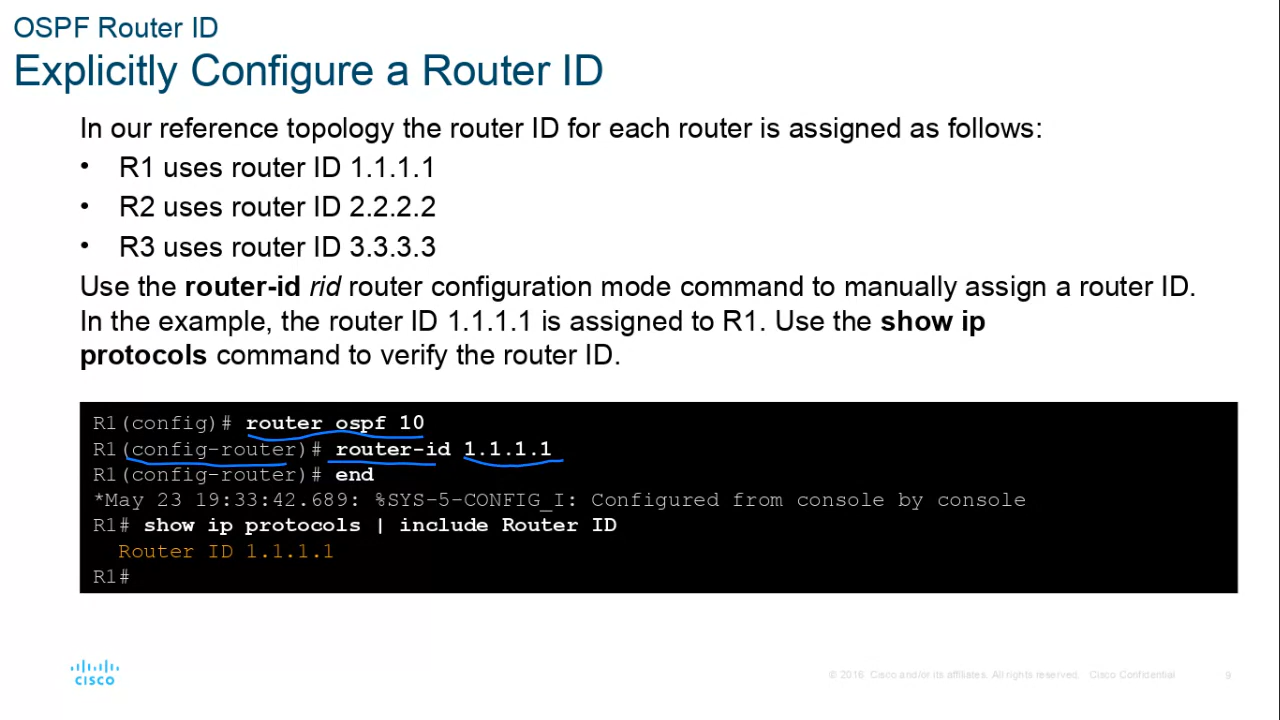 OSPF Router ID
Explicitly Configure a Router ID
In our reference topology the router ID for each router is assigned as follows:
• R1 uses router ID 1.1.1.1
• R2 uses router ID 2.2.2.2
• R3 uses router ID 3.3.3.3
Use the router-id rid router configuration mode command to manually assign a router ID.
In the example, the router ID 1.1.1.1 is assigned to R1. Use the show ip
protocols command to verify the router ID.
R1(config)# router ospf 10
R1(config-router)# router-id 1.1.1.1
R1(config-router)# end
*May 23 19:33:42.689: %SYS-5-CONFIG_I: Configured from console by console
R1# show ip protocols | include Router ID
Router ID 1.1.1.1
R1#
CISCO
© 2016 Cisco and/or its affiliates. All rights reserved. Cisco Confidential 9